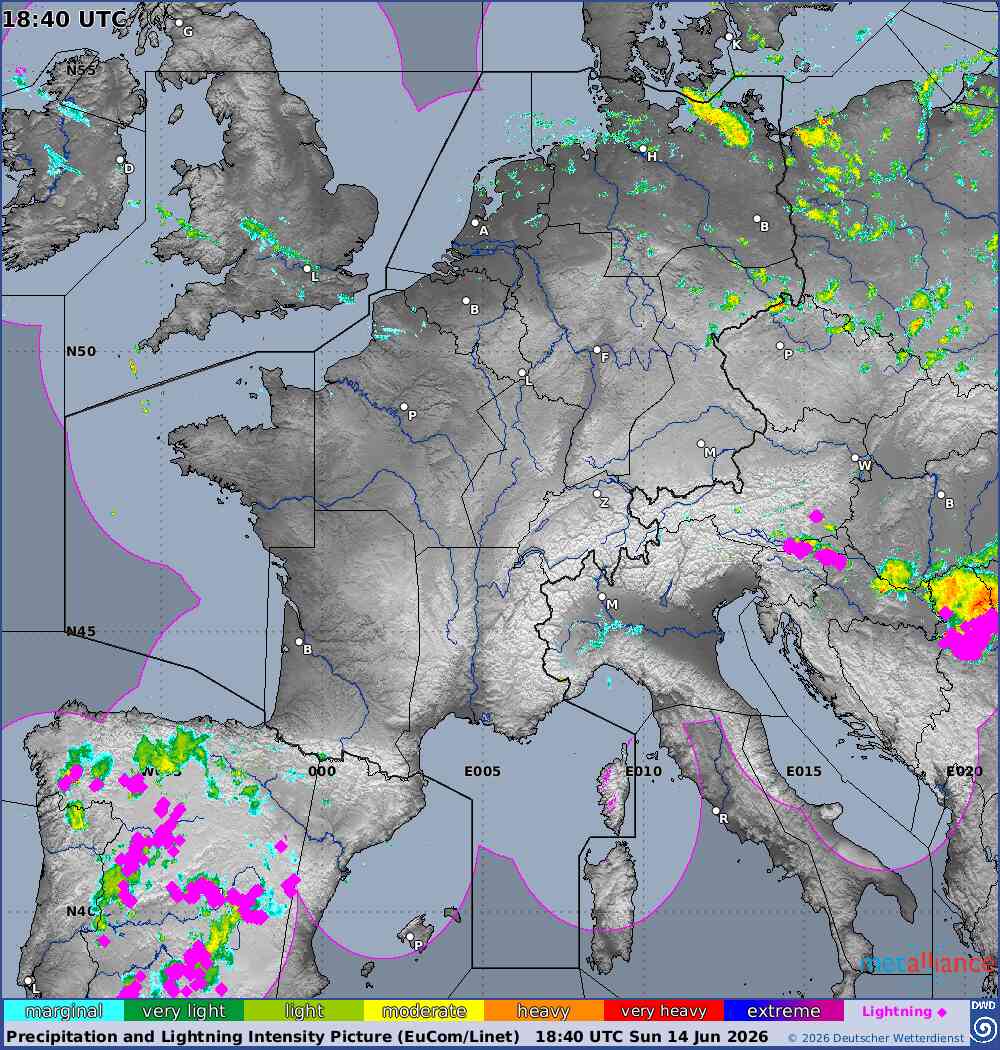 18:40 UTC
G
K
N55
H
D
A
B
L
B
N50
F
P
L
P
M
W
Z
B
M
N45
B
W005
000
E005
E010
E015
E020
R
N40
P
L
metalliance
marginal very light light moderate heavy very heavy extreme Lightning
DWD
Precipitation and Lightning Intensity Picture (EuCom/Linet) 18:40 UTC Sun 14 Jun 2026 © 2026 Deutscher Wetterdienst